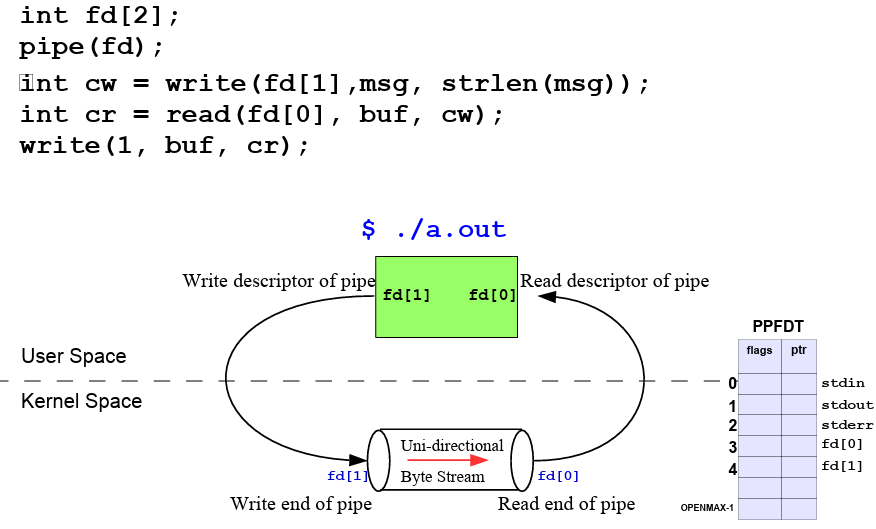 int fd[2];
pipe(fd);
int cw = write(fd[1],msg, strlen(msg));
int cr = read(fd[0], buf, cw);
write(1, buf, cr);
$ ./a.out
Write descriptor of pipe
fd[1]
fd[0]
Read descriptor of pipe
User Space
Kernel Space
Uni-directional
Byte Stream
fd[1]
fd[0]
Write end of pipe
Read end of pipe
PPFDT
flags ptr
0 stdin
1 stdout
2 stderr
3 fd[0]
4 fd[1]
OPENMAX-1